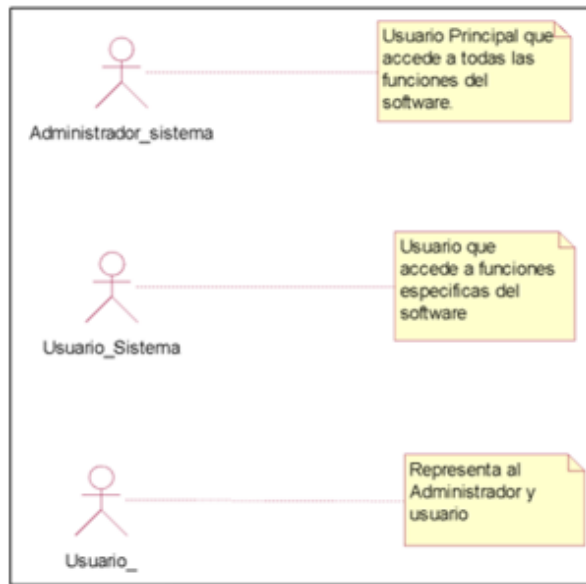 Usuario Principal que
accede a todas las
funciones del
software.
Administrador_sistema
Usuario que
accede a funciones
especificas del
software
Usuario_Sistema
Representa al
Administrador y
usuario
Usuario_